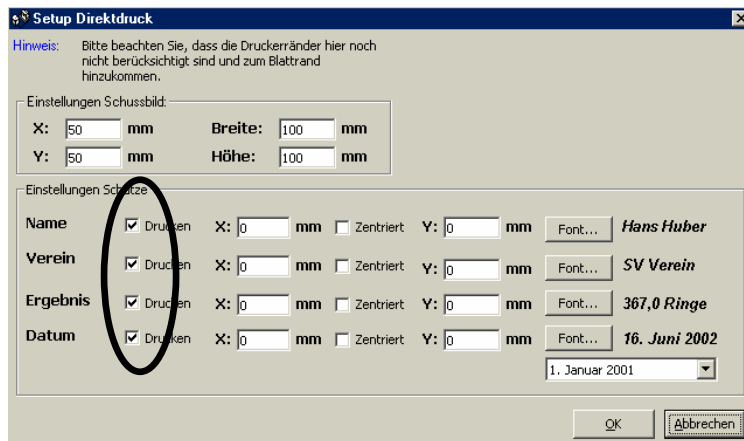 Setup Direktdruck
Hinweis: Bitte beachten Sie, dass die Druckerränder hier noch
nicht berücksichtigt sind und zum Blattrand
hinzukommen.
Einstellungen Schussbild:
X: 50 mm Breite: 100 mm
Y: 50 mm Höhe: 100 mm
Einstellungen Schütze
Name Drucken X: 0 mm Zentriert Y: 0 mm Font... Hans Huber
Verein Drucken X: 0 mm Zentriert Y: 0 mm Font... SV Verein
Ergebnis Drucken X: 0 mm Zentriert Y: 0 mm Font... 367,0 Ringe
Datum Drucken X: 0 mm Zentriert Y: 0 mm Font... 16. Juni 2002
1. Januar 2001
OK Abbrechen